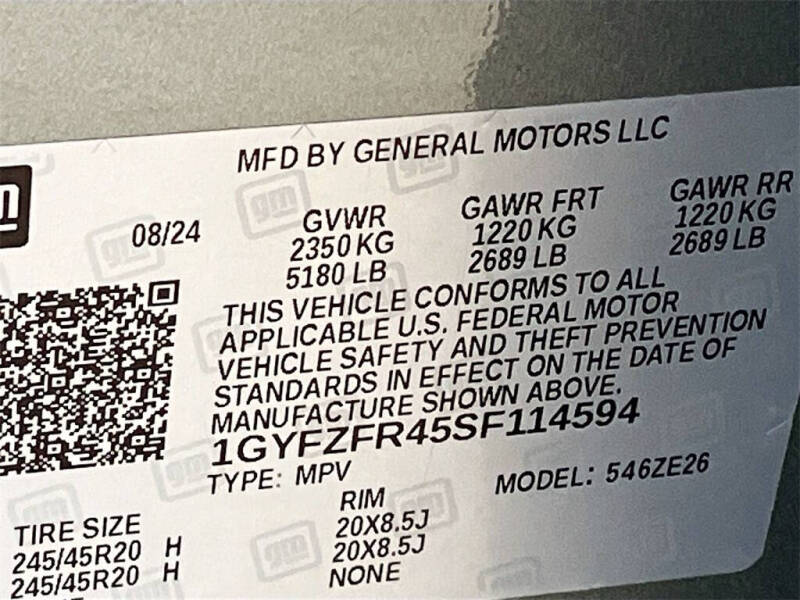 MFD BY GENERAL MOTORS LLC
gm
08/24
GVWR GAWR FRT GAWR RR
2350 KG 1220 KG 1220 KG
5180 LB 2689 LB 2689 LB
THIS VEHICLE CONFORMS TO ALL
APPLICABLE U.S. FEDERAL MOTOR
VEHICLE SAFETY AND THEFT PREVENTION
STANDARDS IN EFFECT ON THE DATE OF
MANUFACTURE SHOWN ABOVE.
1GYFZFR45SF114594
TYPE: MPV MODEL: 546ZE26
TIRE SIZE RIM
245/45R20 H 20X8.5J
245/45R20 H 20X8.5J
NONE